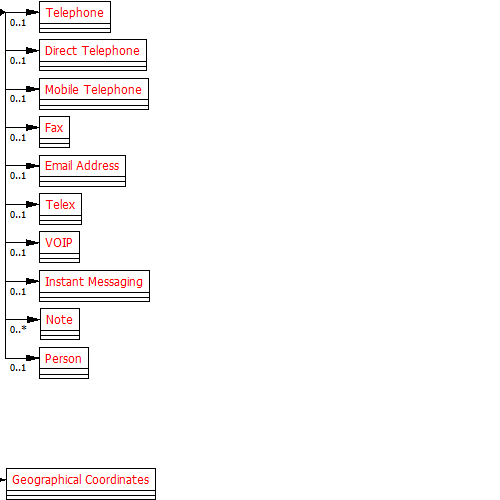 Telephone
0..1
Direct Telephone
0..1
Mobile Telephone
0..1
Fax
0..1
Email Address
0..1
Telex
0..1
VOIP
0..1
Instant Messaging
0..1
Note
0..*
Person
0..1
Geographical Coordinates